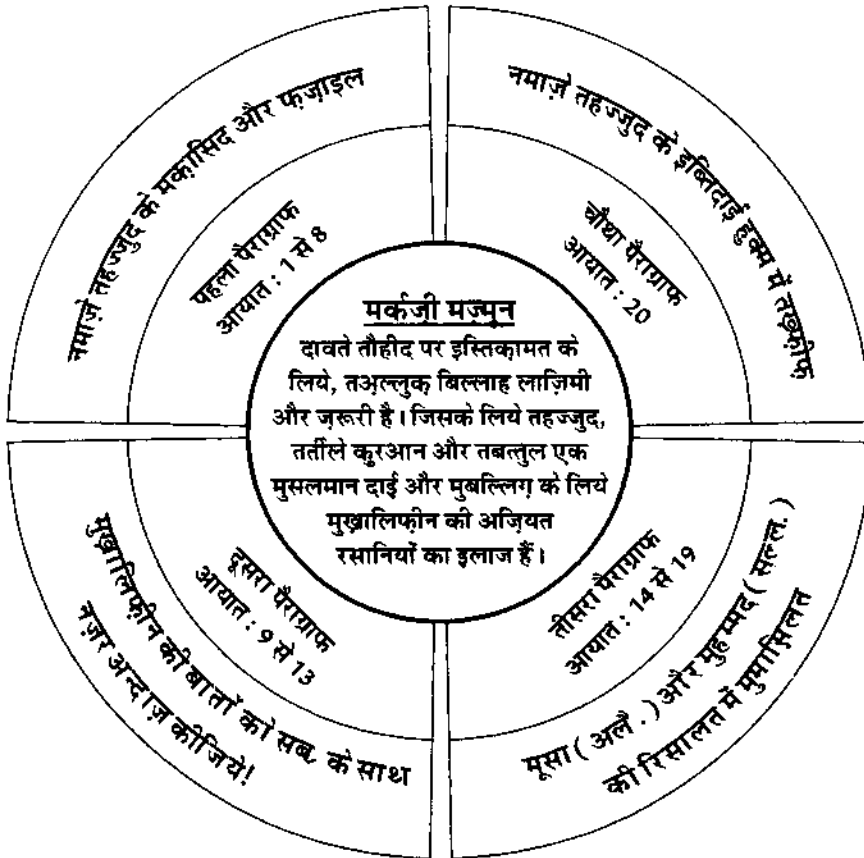 नमाज़े तहज्जुद के मक़ासिद और फ़ज़ाइल
पहला पैराग्राफ
आयात : 1 से 8
नमाज़े तहज्जुद के इब्तिदाई हुक्म में तख़्फ़ीफ़
चौथा पैराग्राफ
आयात : 20
मर्कज़ी मज़्मून
दावते तौहीद पर इस्तिक़ामत के
लिये, तअ़ल्लुक़ बिल्लाह लाज़िमी
और ज़रूरी है। जिसके लिये तहज्जुद,
तर्तीले क़ुरआन और तबत्तुल एक
मुसलमान दाई और मुबल्लिग़ के लिये
मुख़ालिफ़ीन की अज़ियत
रसानियों का इलाज हैं।
दूसरा पैराग्राफ
आयात : 9 से 13
मुख़ालिफ़ीन की बातों को सब्र, के साथ
नज़र अन्दाज़ कीजिये!
तीसरा पैराग्राफ
आयात : 14 से 19
मूसा ( अलै. ) और मुहम्मद ( सल्ल. )
की रिसालत में मुमास़िलत